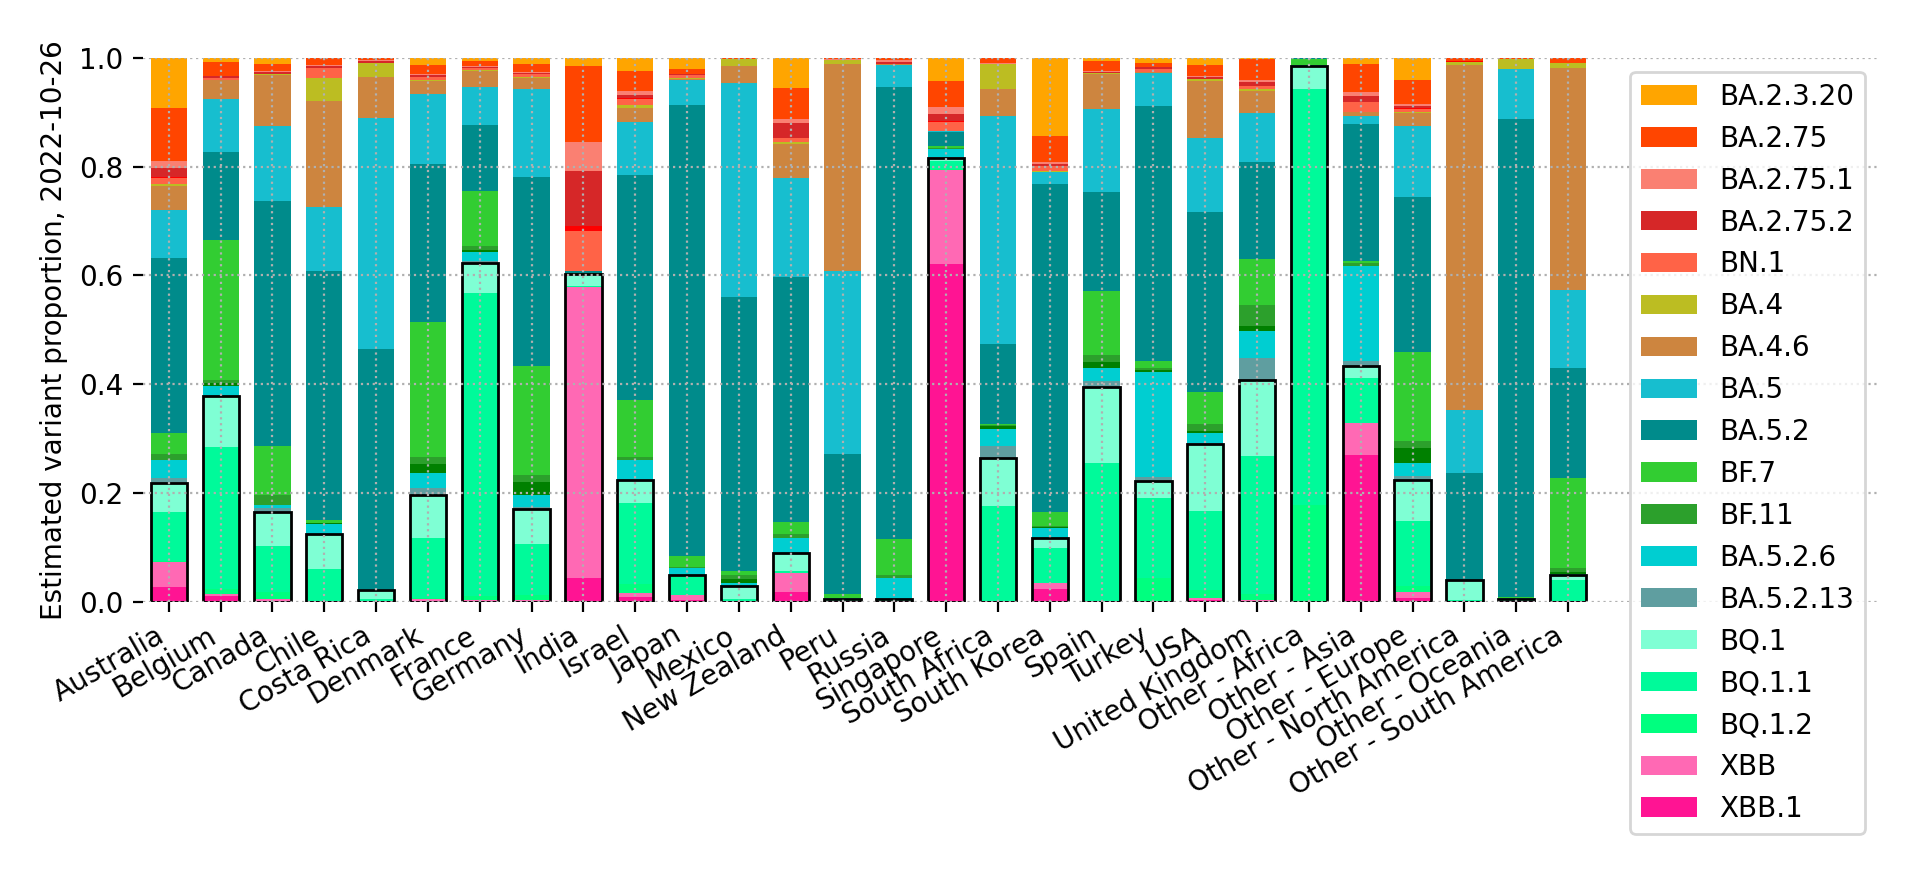 Estimated variant proportion, 2022-10-26
1.0
0.8
0.6
0.4
0.2
0.0
Australia
Belgium
Canada
Chile
Costa Rica
Denmark
France
Germany
India
Israel
Japan
Mexico
New Zealand
Peru
Russia
Singapore
South Africa
South Korea
Spain
Turkey
USA
United Kingdom
Other - Africa
Other - Asia
Other - Europe
Other - North America
Other - Oceania
Other - South America
BA.2.3.20
BA.2.75
BA.2.75.1
BA.2.75.2
BN.1
BA.4
BA.4.6
BA.5
BA.5.2
BF.7
BF.11
BA.5.2.6
BA.5.2.13
BQ.1
BQ.1.1
BQ.1.2
XBB
XBB.1